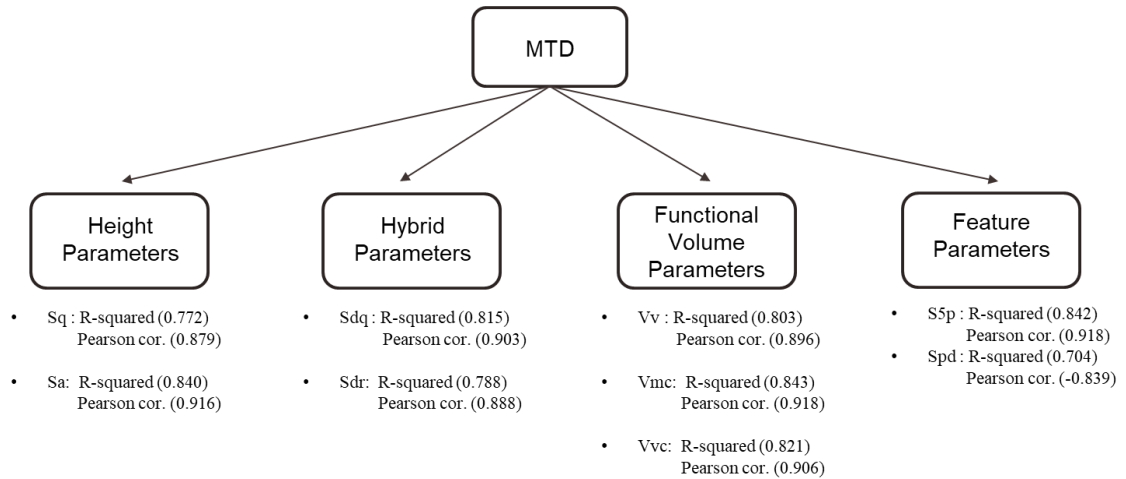 MTD
Height
Parameters
• Sq : R-squared (0.772)
Pearson cor. (0.879)
• Sa: R-squared (0.840)
Pearson cor. (0.916)
Hybrid
Parameters
• Sdq : R-squared (0.815)
Pearson cor. (0.903)
• Sdr: R-squared (0.788)
Pearson cor. (0.888)
Functional
Volume
Parameters
• Vv : R-squared (0.803)
Pearson cor. (0.896)
• Vmc: R-squared (0.843)
Pearson cor. (0.918)
• Vvc: R-squared (0.821)
Pearson cor. (0.906)
Feature
Parameters
• S5p : R-squared (0.842)
Pearson cor. (0.918)
• Spd : R-squared (0.704)
Pearson cor. (-0.839)